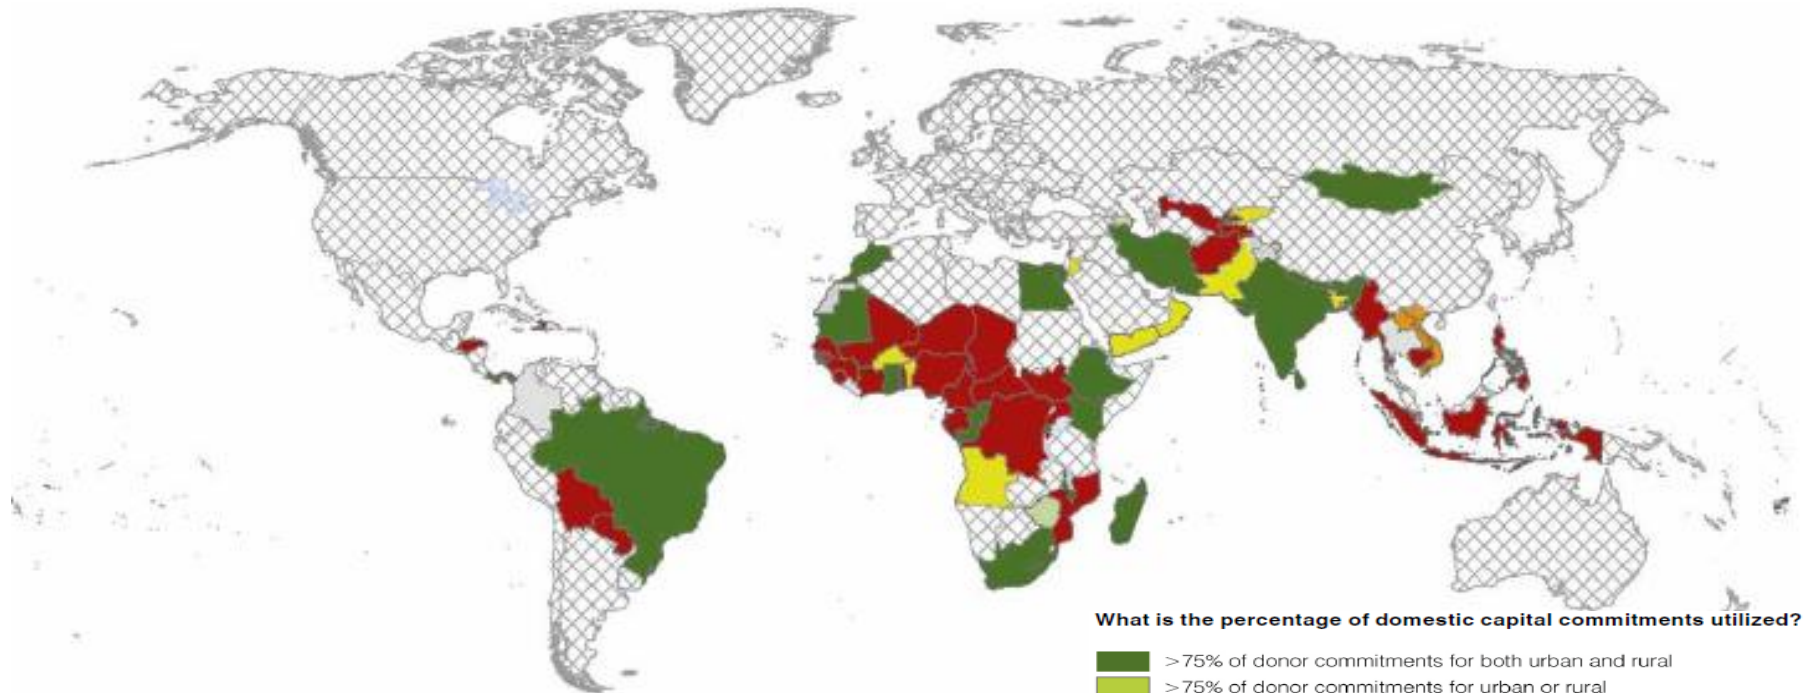 What is the percentage of domestic capital commitments utilized?
>75% of donor commitments for both urban and rural
>75% of donor commitments for urban or rural